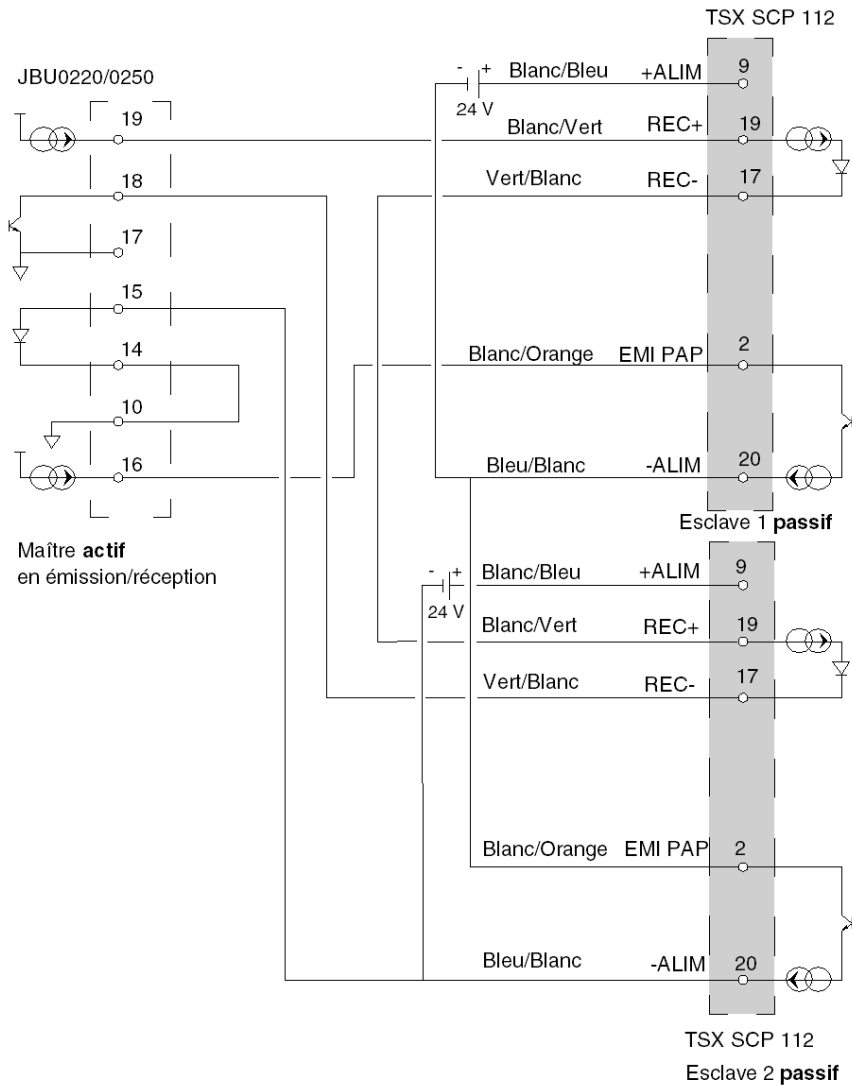 TSX SCP 112
JBU0220/0250
- + Blanc/Bleu +ALIM 9
24 V
19 Blanc/Vert REC+ 19
18 Vert/Blanc REC- 17
17
15
14 Blanc/Orange EMI PAP 2
10
16 Bleu/Blanc -ALIM 20
Esclave 1 passif
Maître actif
en émission/réception
- + Blanc/Bleu +ALIM 9
24 V
Blanc/Vert REC+ 19
Vert/Blanc REC- 17
Blanc/Orange EMI PAP 2
Bleu/Blanc -ALIM 20
TSX SCP 112
Esclave 2 passif